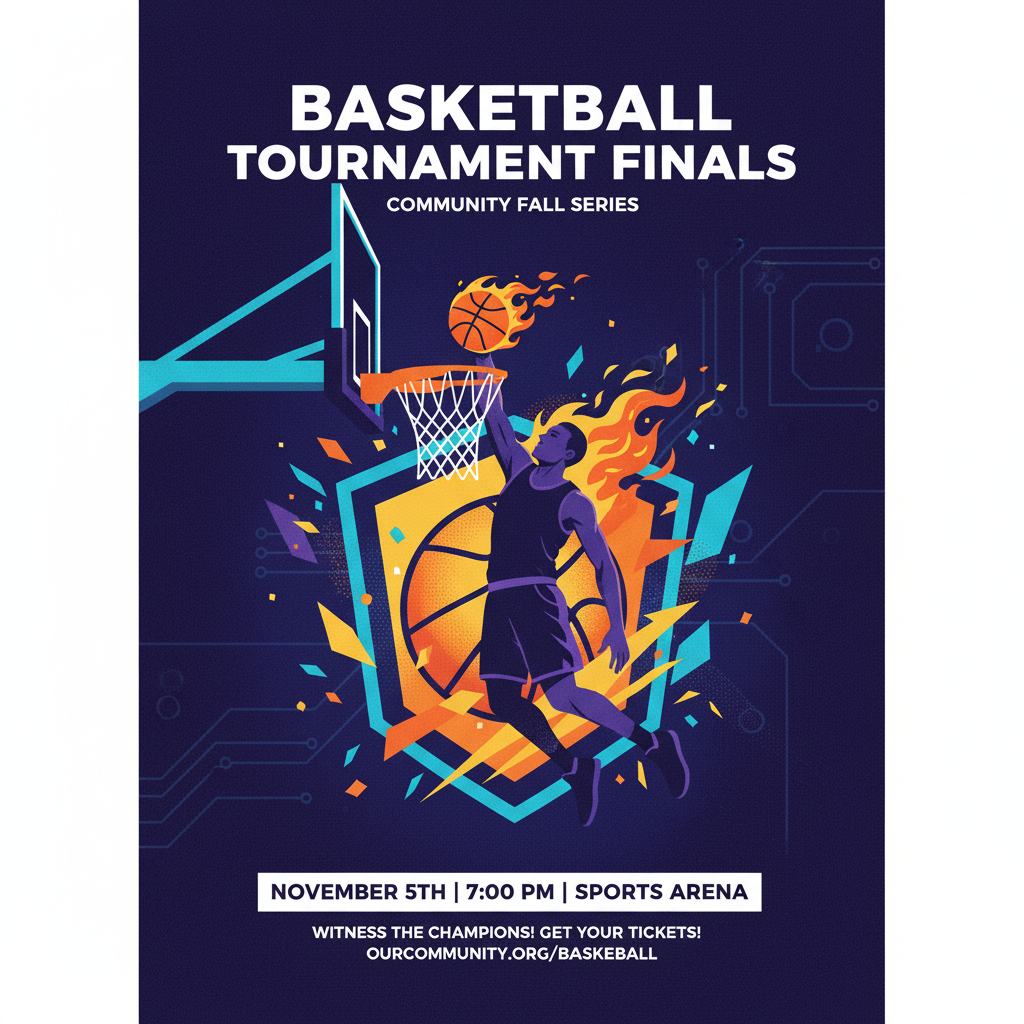 BASKETBALL
TOURNAMENT FINALS
COMMUNITY FALL SERIES
NOVEMBER 5TH | 7:00 PM | SPORTS ARENA
WITNESS THE CHAMPIONS! GET YOUR TICKETS!
OURCOMMUNITY.ORG/BASKEBALL